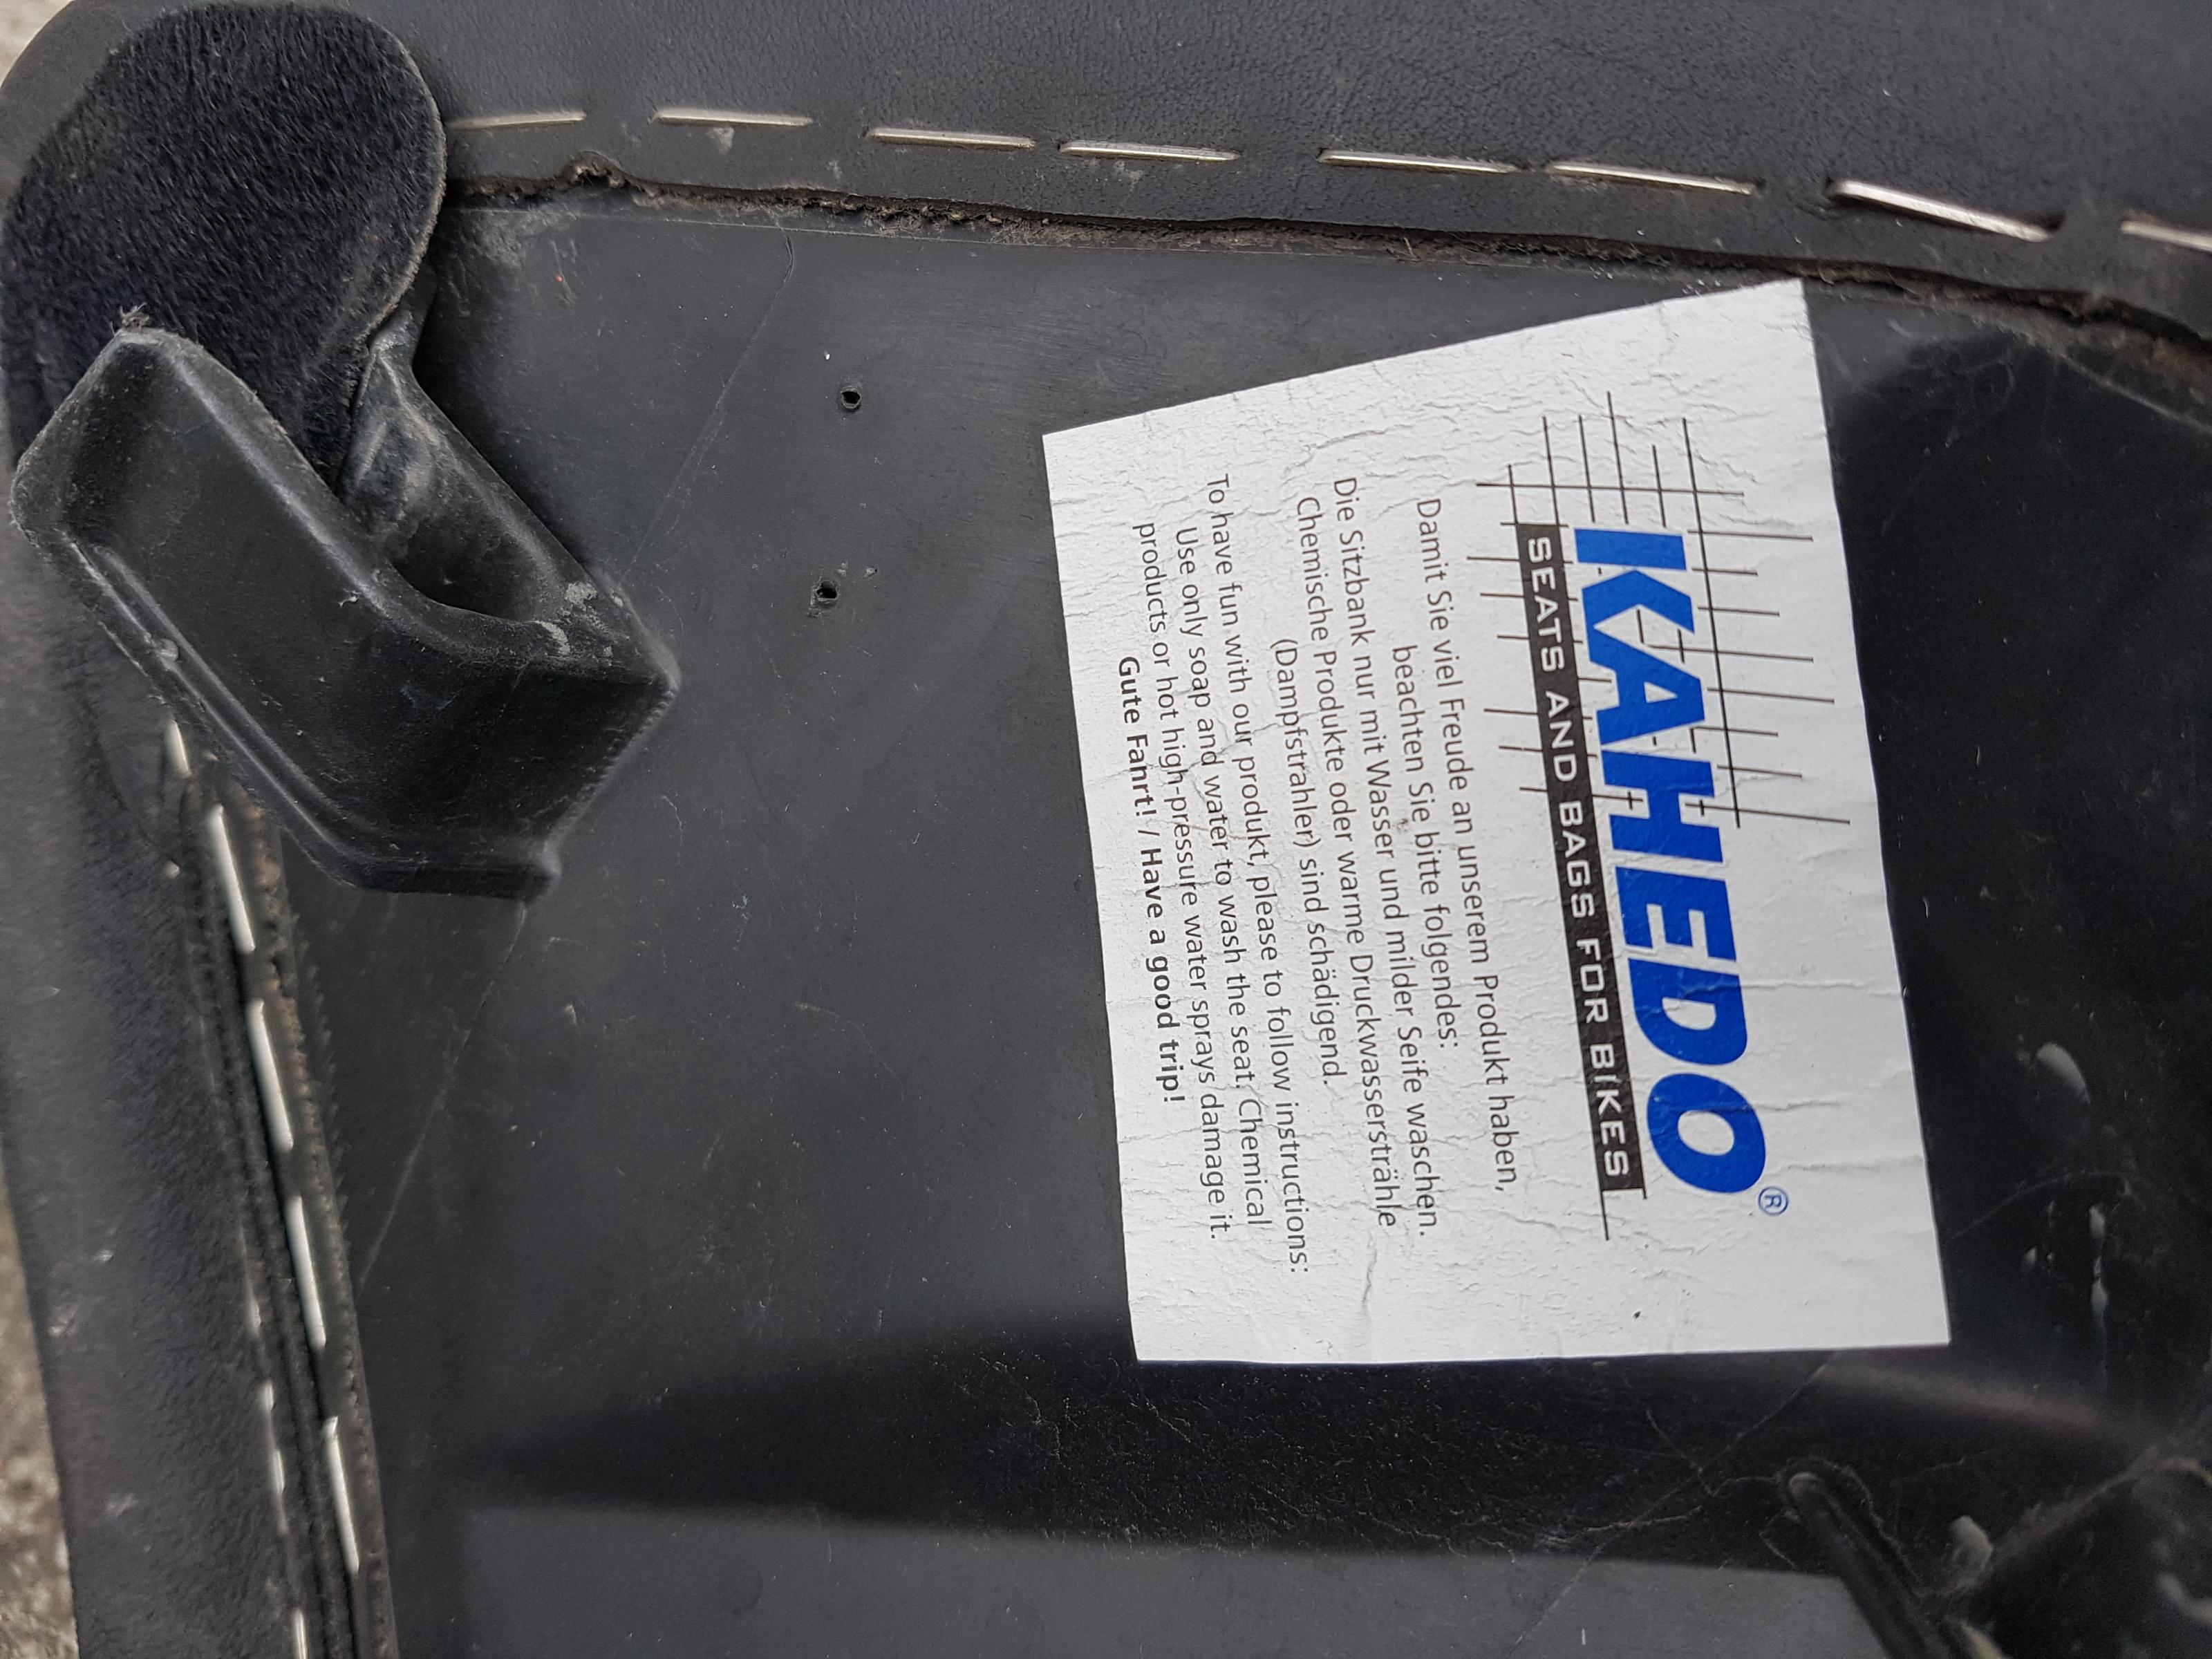 KAHEDO®
SEATS AND BAGS FOR BIKES
Damit Sie viel Freude an unserem Produkt haben,
beachten Sie bitte folgendes:
Die Sitzbank nur mit Wasser und milder Seife waschen.
Chemische Produkte oder warme Druckwassersträhle
(Dampfstrahler) sind schädigend.
To have fun with our produkt, please to follow instructions:
Use only soap and water to wash the seat. Chemical
products or hot high-pressure water sprays damage it.
Gute Fahrt! / Have a good trip!